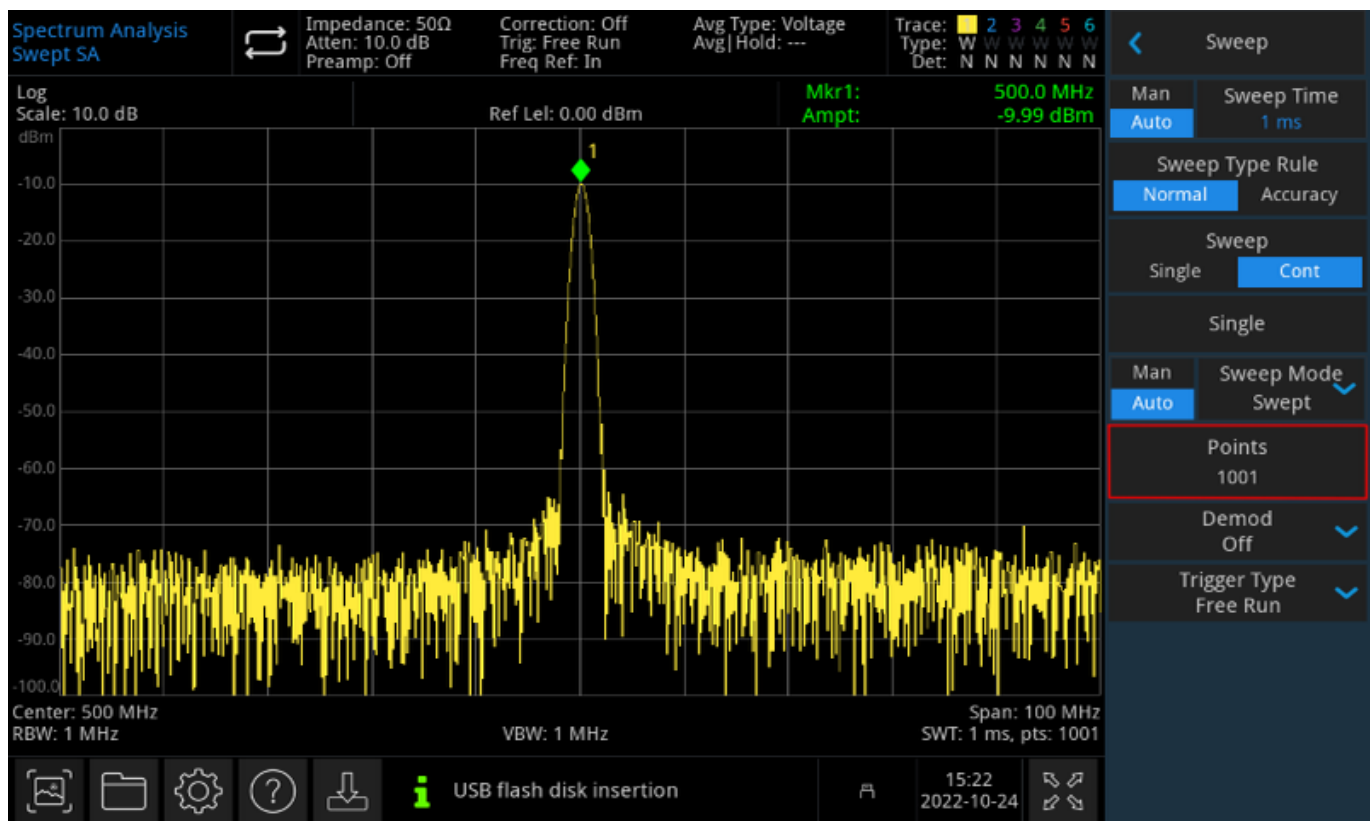 Spectrum Analysis
Swept SA
Impedance: 50Ω
Atten: 10.0 dB
Preamp: Off
Correction: Off
Trig: Free Run
Freq Ref: In
Avg Type: Voltage
Avg|Hold: ---
Trace: 2 3 4 5 6
Type: W W W W W W
Det: N N N N N N
Log
Scale: 10.0 dB
Ref Lel: 0.00 dBm
Mkr1: 500.0 MHz
Ampt: -9.99 dBm
dBm
1
-10.0
-20.0
-30.0
-40.0
-50.0
-60.0
-70.0
-80.0
-90.0
-100.0
Center: 500 MHz
RBW: 1 MHz
VBW: 1 MHz
Span: 100 MHz
SWT: 1 ms, pts: 1001
USB flash disk insertion
15:22
2022-10-24
Sweep
Man
Auto
Sweep Time
1 ms
Sweep Type Rule
Normal Accuracy
Sweep
Single Cont
Single
Man
Auto
Sweep Mode
Swept
Points
1001
Demod
Off
Trigger Type
Free Run